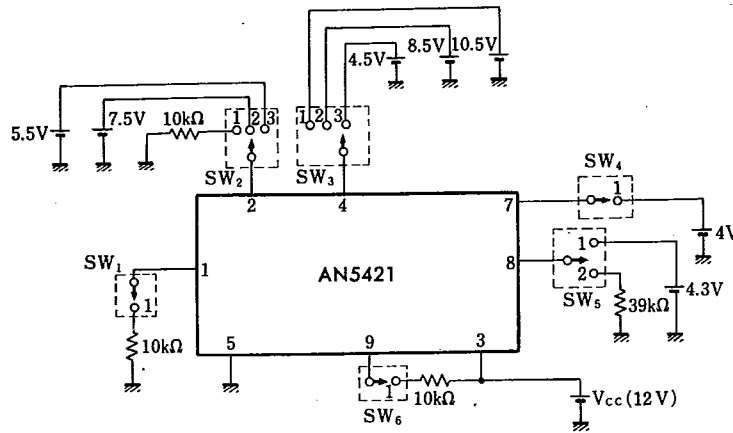 8.5V 10.5V
4.5V
7.5V
5.5V
10kΩ
1 2 3
SW2
1 2 3
SW3
2
4
7
SW4
1
4V
1
AN5421
8
1
2
SW5
39kΩ
4.3V
SW1
1
10kΩ
5
9
3
1
SW6
10kΩ
Vcc (12V)